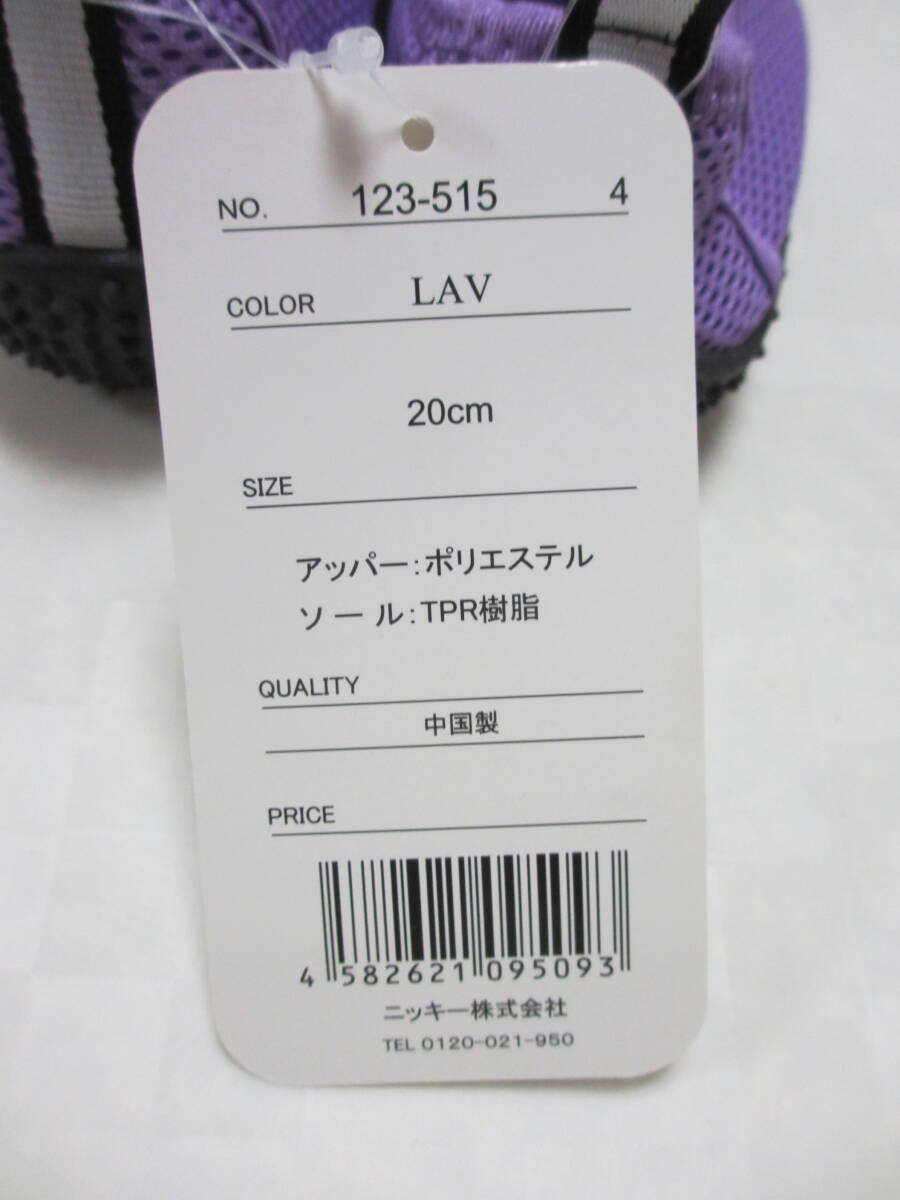 NO. 123-515 4
COLOR LAV
20cm
SIZE
アッパー:ポリエステル
ソール:TPR樹脂
QUALITY
中国製
PRICE
4 582621 095093
ニッキー株式会社
TEL 0120-021-950